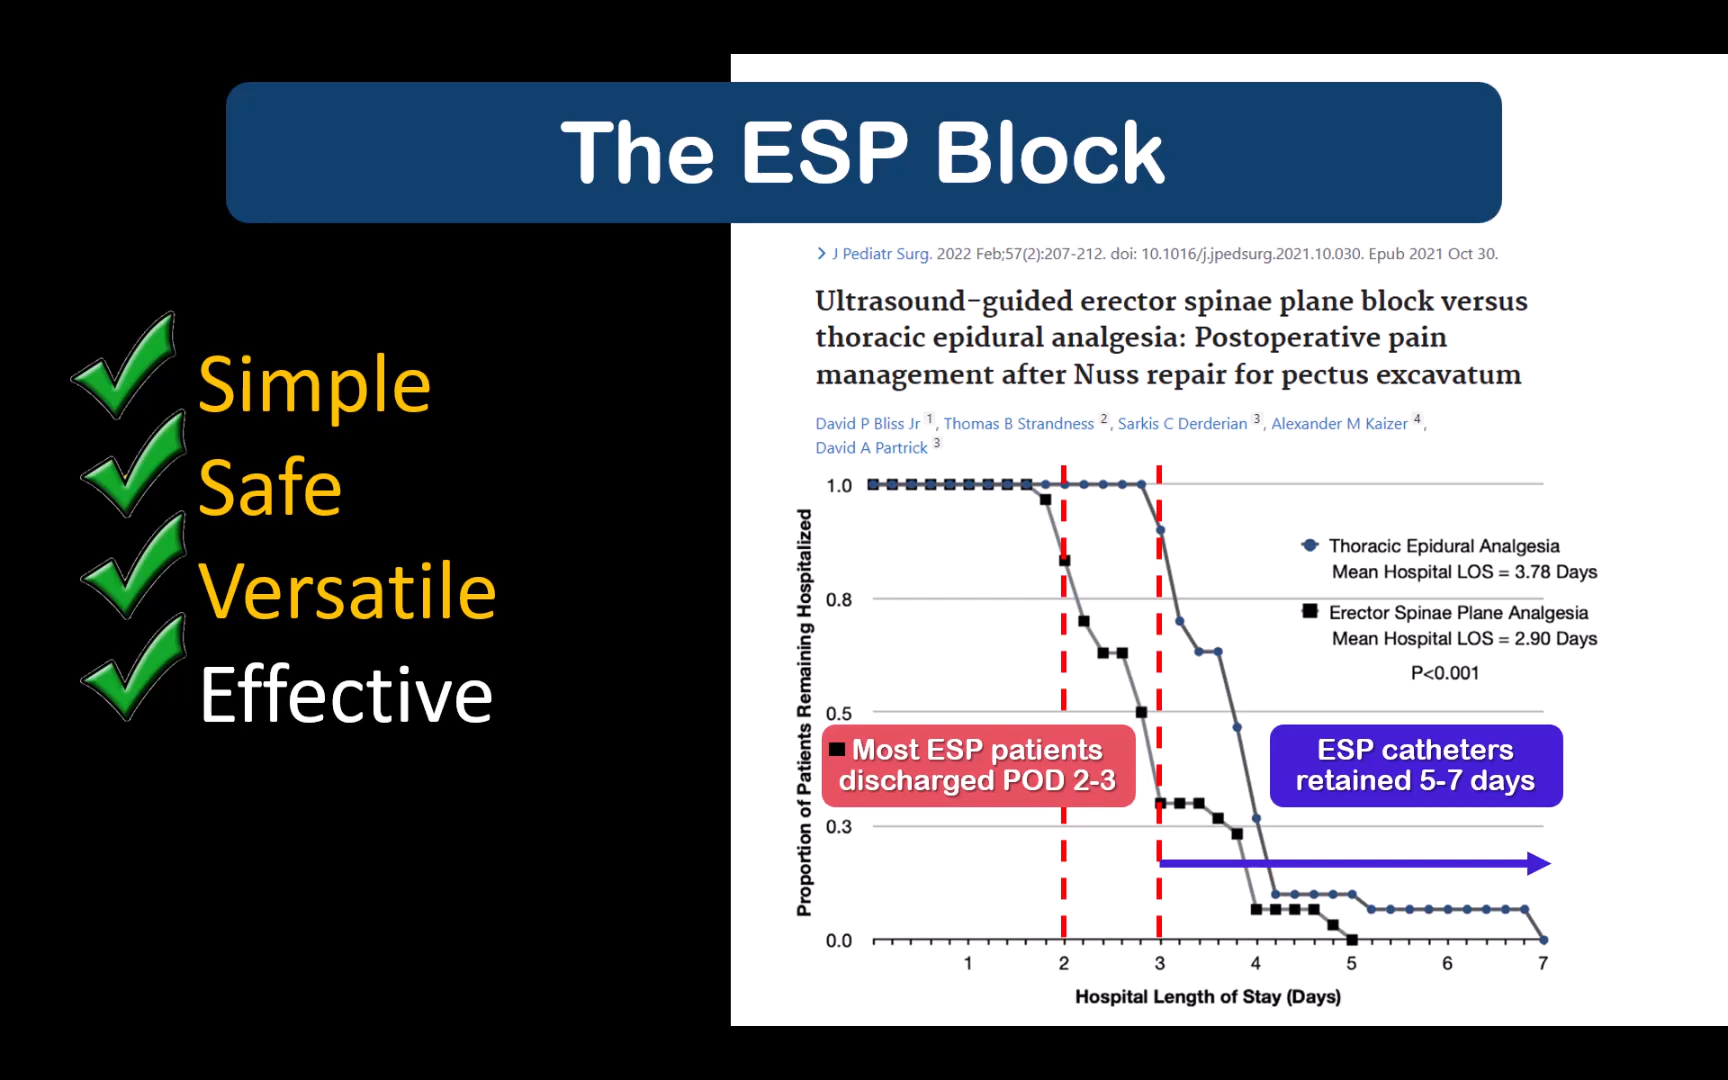 The ESP Block
Simple
Safe
Versatile
Effective
J Pediatr Surg. 2022 Feb;57(2):207-212. doi: 10.1016/j.jpedsurg.2021.10.030. Epub 2021 Oct 30.
Ultrasound-guided erector spinae plane block versus
thoracic epidural analgesia: Postoperative pain
management after Nuss repair for pectus excavatum
David P Bliss Jr 1, Thomas B Strandness 2, Sarkis C Derderian 3, Alexander M Kaizer 4,
David A Partrick 3
Proportion of Patients Remaining Hospitalized
1.0
0.8
0.5
0.3
0.0
Thoracic Epidural Analgesia
Mean Hospital LOS = 3.78 Days
Erector Spinae Plane Analgesia
Mean Hospital LOS = 2.90 Days
P<0.001
Most ESP patients
discharged POD 2-3
ESP catheters
retained 5-7 days
1 2 3 4 5 6 7
Hospital Length of Stay (Days)